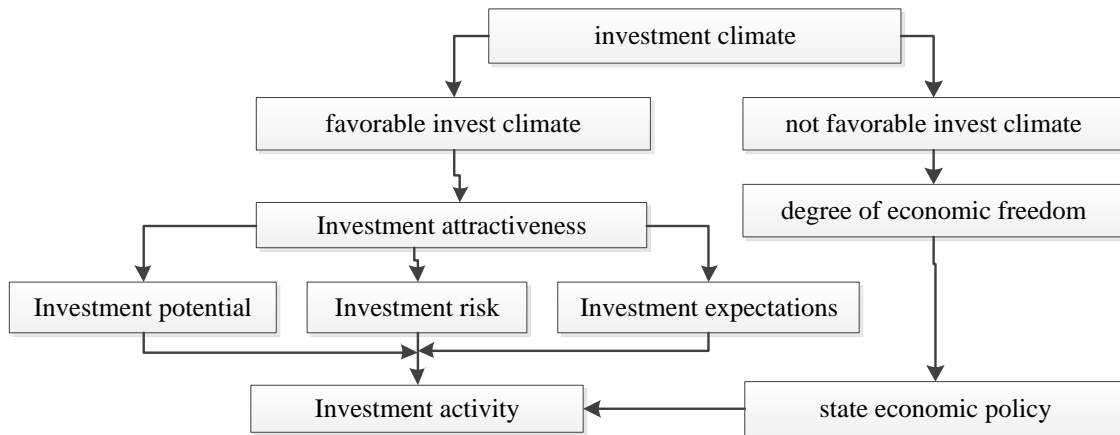 investment climate
favorable invest climate
not favorable invest climate
degree of economic freedom
Investment attractiveness
Investment potential
Investment risk
Investment expectations
Investment activity
state economic policy